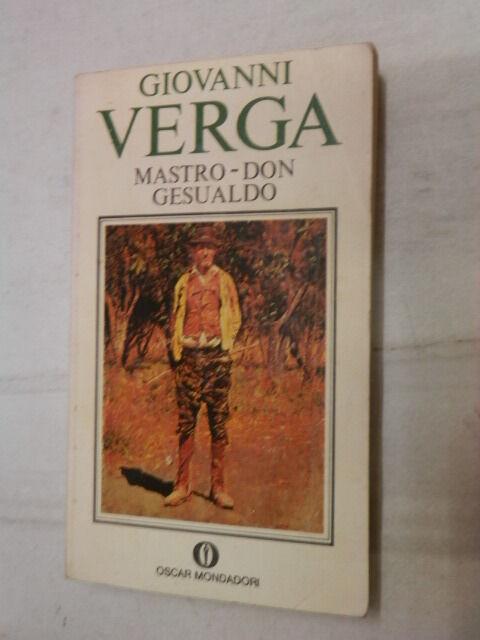 GIOVANNI
VERGA
MASTRO-DON
GESUALDO
OSCAR MONDADORI